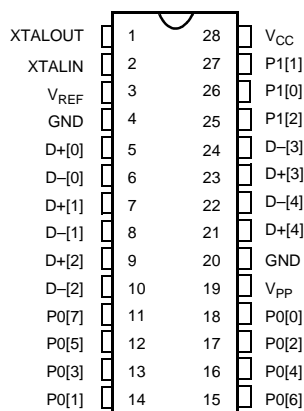 XTALOUT 1 28 VCC
XTALIN 2 27 P1[1]
VREF 3 26 P1[0]
GND 4 25 P1[2]
D+[0] 5 24 D–[3]
D–[0] 6 23 D+[3]
D+[1] 7 22 D–[4]
D–[1] 8 21 D+[4]
D+[2] 9 20 GND
D–[2] 10 19 VPP
P0[7] 11 18 P0[0]
P0[5] 12 17 P0[2]
P0[3] 13 16 P0[4]
P0[1] 14 15 P0[6]